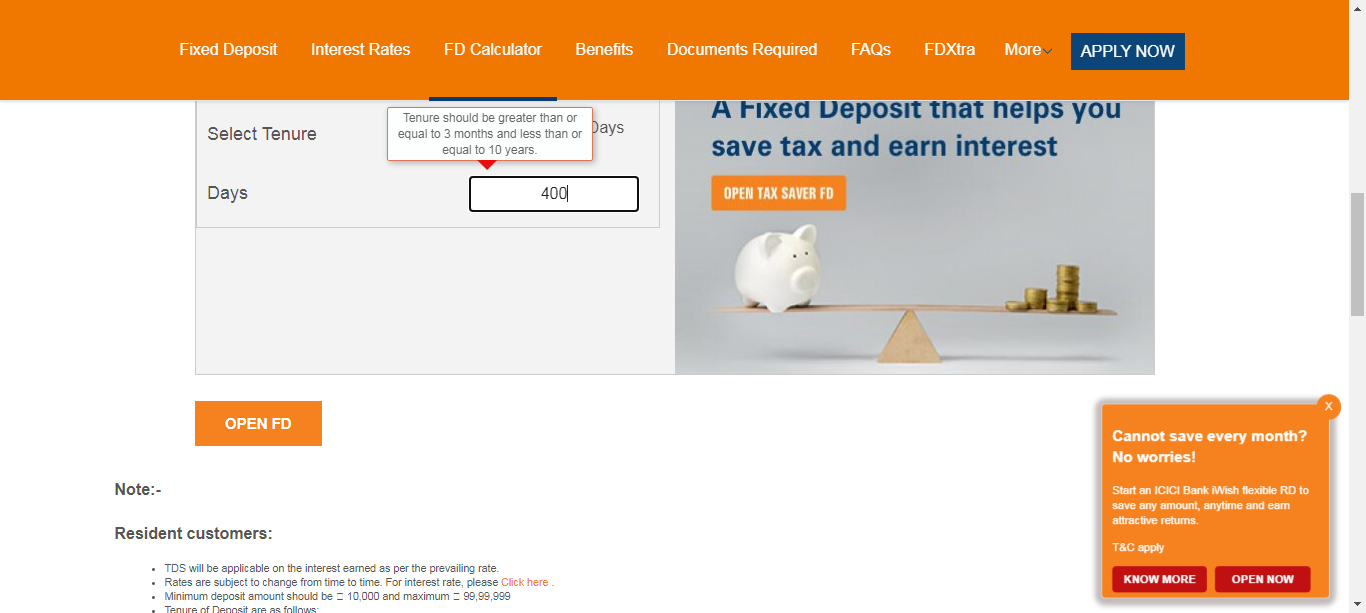 Fixed Deposit Interest Rates FD Calculator Benefits Documents Required FAQs FDXtra More APPLY NOW
Select Tenure
Tenure should be greater than or
equal to 3 months and less than or
equal to 10 years.
Days
Days
400
A Fixed Deposit that helps you
save tax and earn interest
OPEN TAX SAVER FD
OPEN FD
Note:-
Resident customers:
• TDS will be applicable on the interest earned as per the prevailing rate.
• Rates are subject to change from time to time. For interest rate, please Click here .
• Minimum deposit amount should be 10,000 and maximum 99,99,999
• Tenure of Deposit are as follows:
X
Cannot save every month?
No worries!
Start an ICICI Bank iWish flexible RD to
save any amount, anytime and earn
attractive returns.
T&C apply
KNOW MORE OPEN NOW